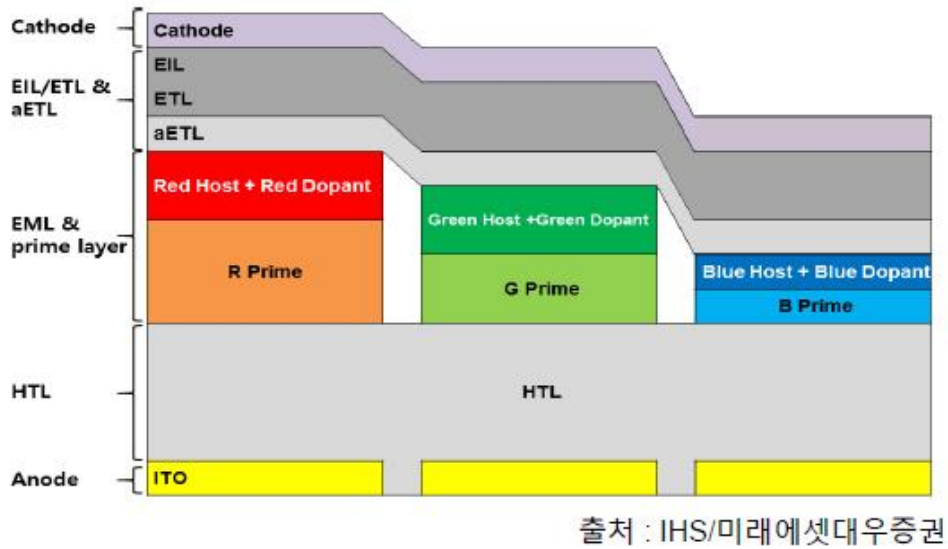 Cathode
Cathode
EIL/ETL &
aETL
EIL
ETL
aETL
EML &
prime layer
Red Host + Red Dopant
R Prime
Green Host +Green Dopant
G Prime
Blue Host + Blue Dopant
B Prime
HTL
HTL
Anode
ITO
출처 : IHS/미래에셋대우증권